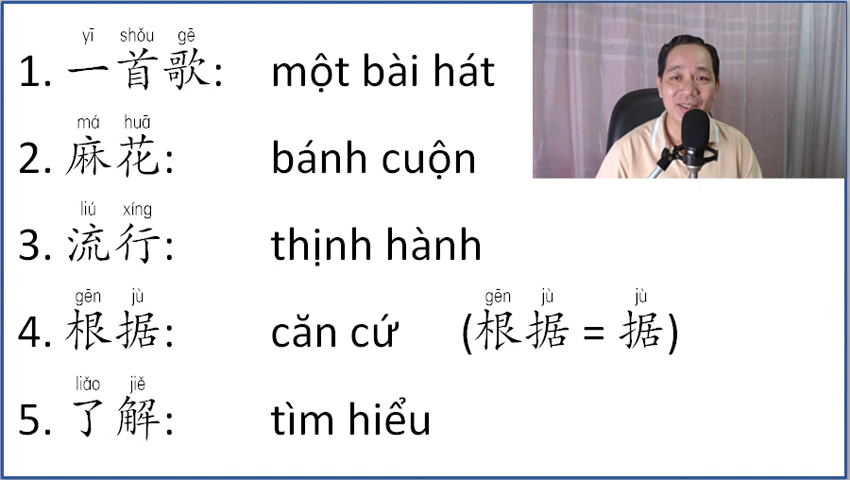 yī shǒu gē
1. 一首歌: một bài hát
má huā
2. 麻花: bánh cuộn
liú xíng
3. 流行: thịnh hành
gēn jù gēn jù jù
4. 根据: căn cứ (根据 = 据)
liǎo jiě
5. 了解: tìm hiểu